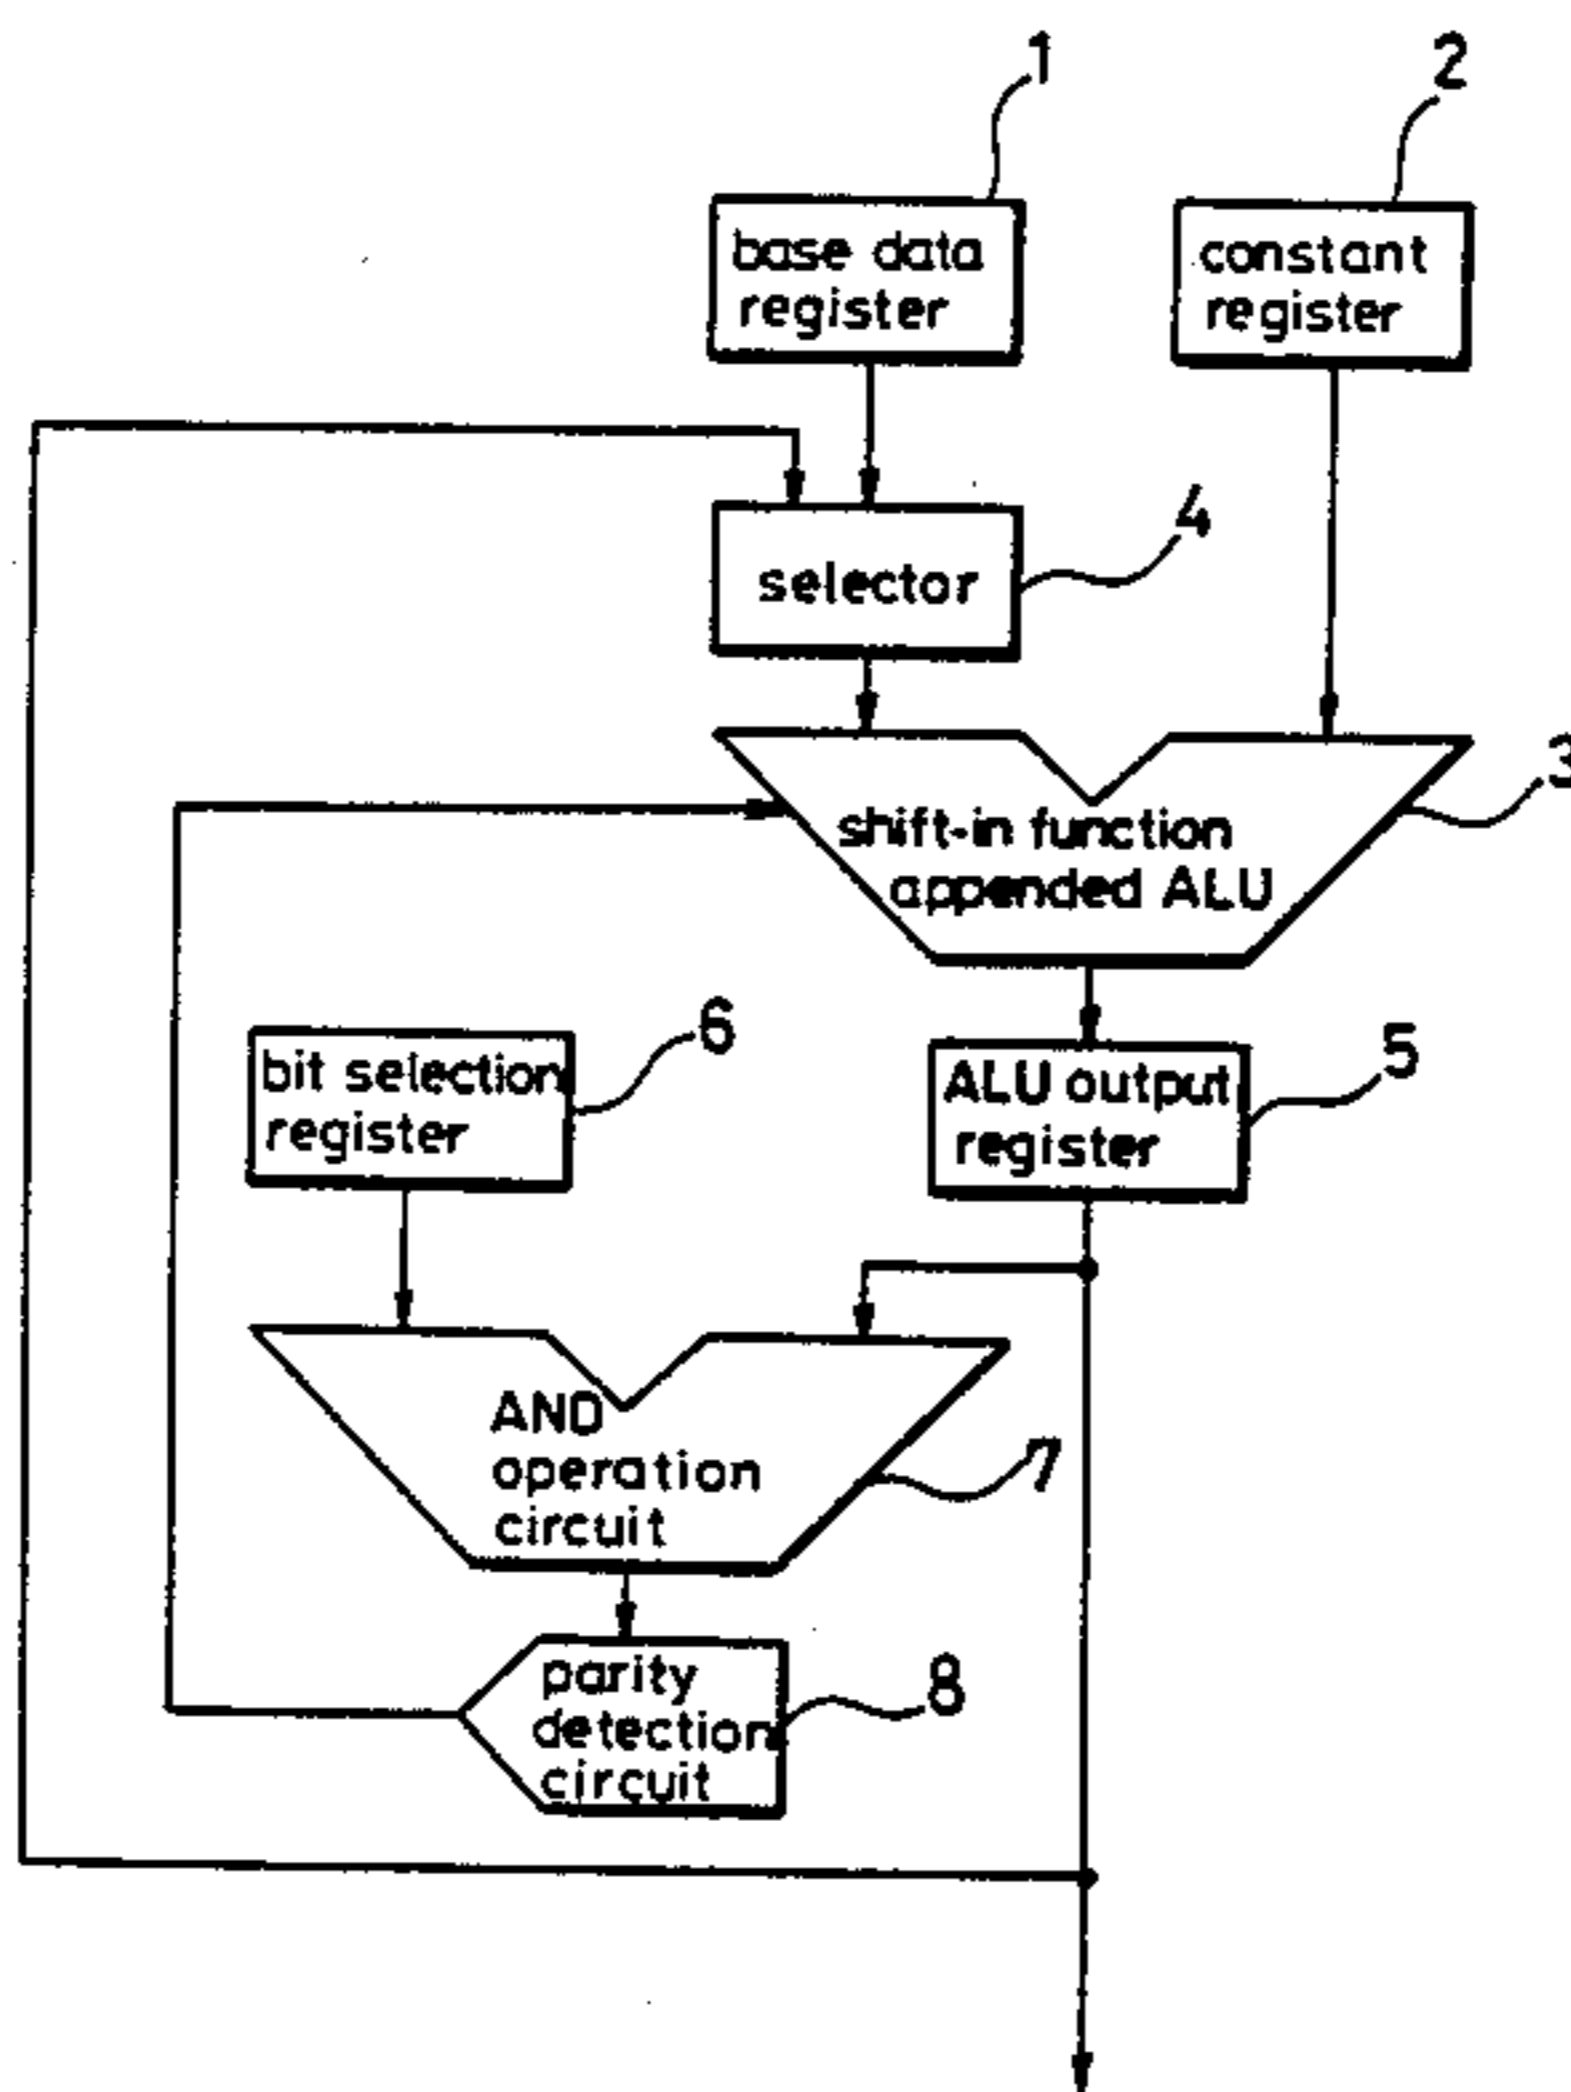 1
2
base data
register
constant
register
4
selector
3
shift-in function
appended ALU
6
5
bit selection
register
ALU output
register
AND
operation
circuit
7
parity
detection
circuit
8